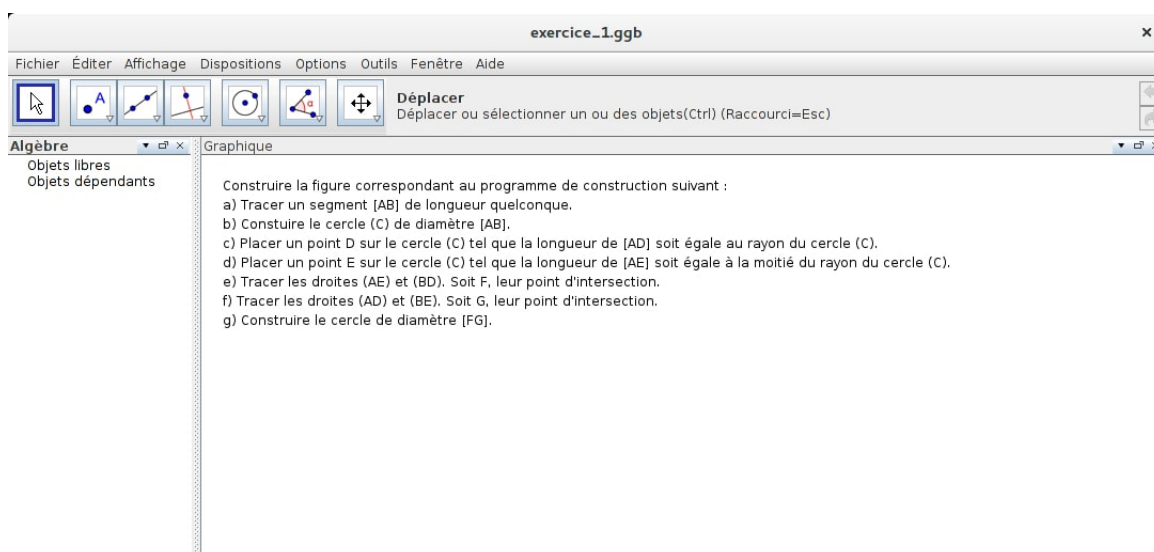 exercice_1.ggb
Fichier Éditer Affichage Dispositions Options Outils Fenêtre Aide
A
α
Déplacer
Déplacer ou sélectionner un ou des objets(Ctrl) (Raccourci=Esc)
Algèbre
Graphique
Objets libres
Objets dépendants
Construire la figure correspondant au programme de construction suivant :
a) Tracer un segment [AB] de longueur quelconque.
b) Constuire le cercle (C) de diamètre [AB].
c) Placer un point D sur le cercle (C) tel que la longueur de [AD] soit égale au rayon du cercle (C).
d) Placer un point E sur le cercle (C) tel que la longueur de [AE] soit égale à la moitié du rayon du cercle (C).
e) Tracer les droites (AE) et (BD). Soit F, leur point d'intersection.
f) Tracer les droites (AD) et (BE). Soit G, leur point d'intersection.
g) Construire le cercle de diamètre [FG].